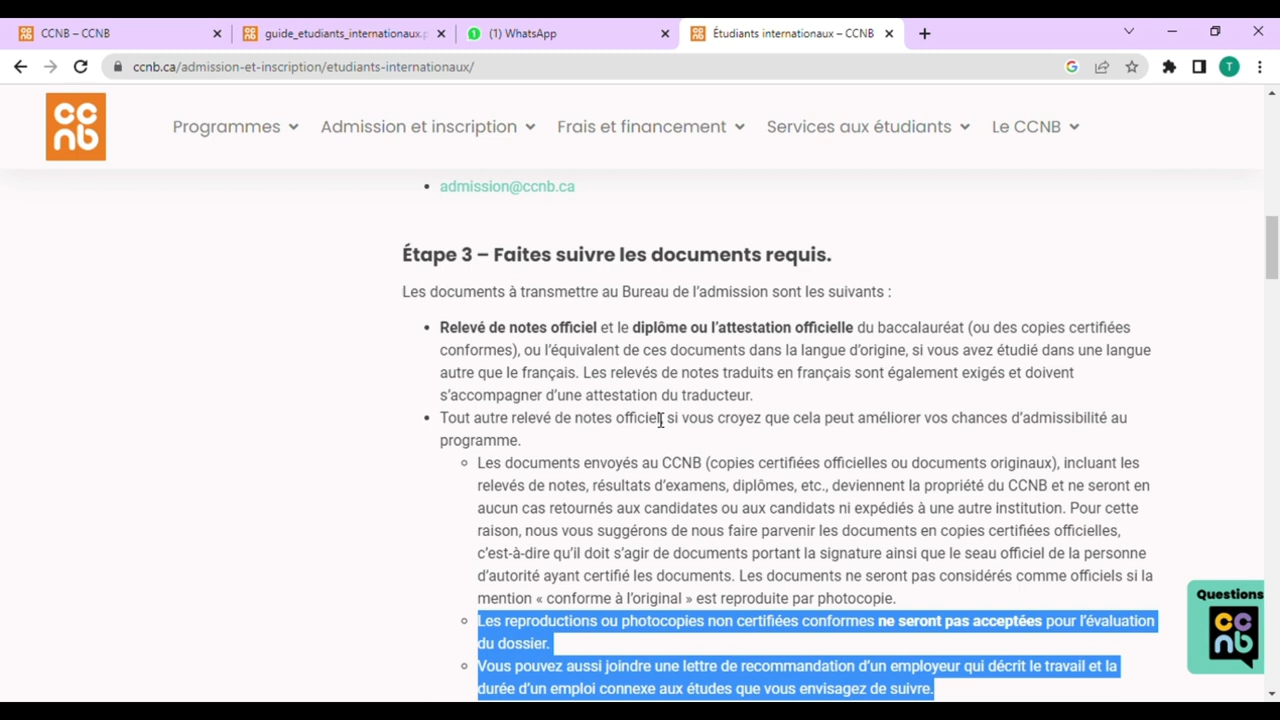 CCNB – CCNB
guide_etudiants_internationaux.p
(1) WhatsApp
Étudiants internationaux – CCNB
ccnb.ca/admission-et-inscription/etudiants-internationaux/
T
cc
nb
Programmes
Admission et inscription
Frais et financement
Services aux étudiants
Le CCNB
• admission@ccnb.ca
Étape 3 – Faites suivre les documents requis.
Les documents à transmettre au Bureau de l’admission sont les suivants :
• Relevé de notes officiel et le diplôme ou l’attestation officielle du baccalauréat (ou des copies certifiées
conformes), ou l’équivalent de ces documents dans la langue d’origine, si vous avez étudié dans une langue
autre que le français. Les relevés de notes traduits en français sont également exigés et doivent
s’accompagner d’une attestation du traducteur.
• Tout autre relevé de notes officiel si vous croyez que cela peut améliorer vos chances d’admissibilité au
programme.
Les documents envoyés au CCNB (copies certifiées officielles ou documents originaux), incluant les
relevés de notes, résultats d’examens, diplômes, etc., deviennent la propriété du CCNB et ne seront en
aucun cas retournés aux candidates ou aux candidats ni expédiés à une autre institution. Pour cette
raison, nous vous suggérons de nous faire parvenir les documents en copies certifiées officielles,
c’est-à-dire qu’il doit s’agir de documents portant la signature ainsi que le seau officiel de la personne
d’autorité ayant certifié les documents. Les documents ne seront pas considérés comme officiels si la
mention « conforme à l’original » est reproduite par photocopie.
Les reproductions ou photocopies non certifiées conformes ne seront pas acceptées pour l’évaluation
du dossier.
Vous pouvez aussi joindre une lettre de recommandation d’un employeur qui décrit le travail et la
durée d’un emploi connexe aux études que vous envisagez de suivre.
Questions
cc
nb